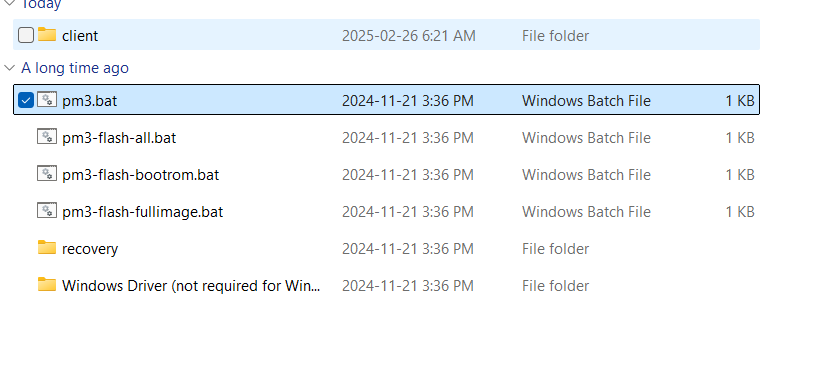 Today
client 2025-02-26 6:21 AM File folder
A long time ago
pm3.bat 2024-11-21 3:36 PM Windows Batch File 1 KB
pm3-flash-all.bat 2024-11-21 3:36 PM Windows Batch File 1 KB
pm3-flash-bootrom.bat 2024-11-21 3:36 PM Windows Batch File 1 KB
pm3-flash-fullimage.bat 2024-11-21 3:36 PM Windows Batch File 1 KB
recovery 2024-11-21 3:36 PM File folder
Windows Driver (not required for Win... 2024-11-21 3:36 PM File folder